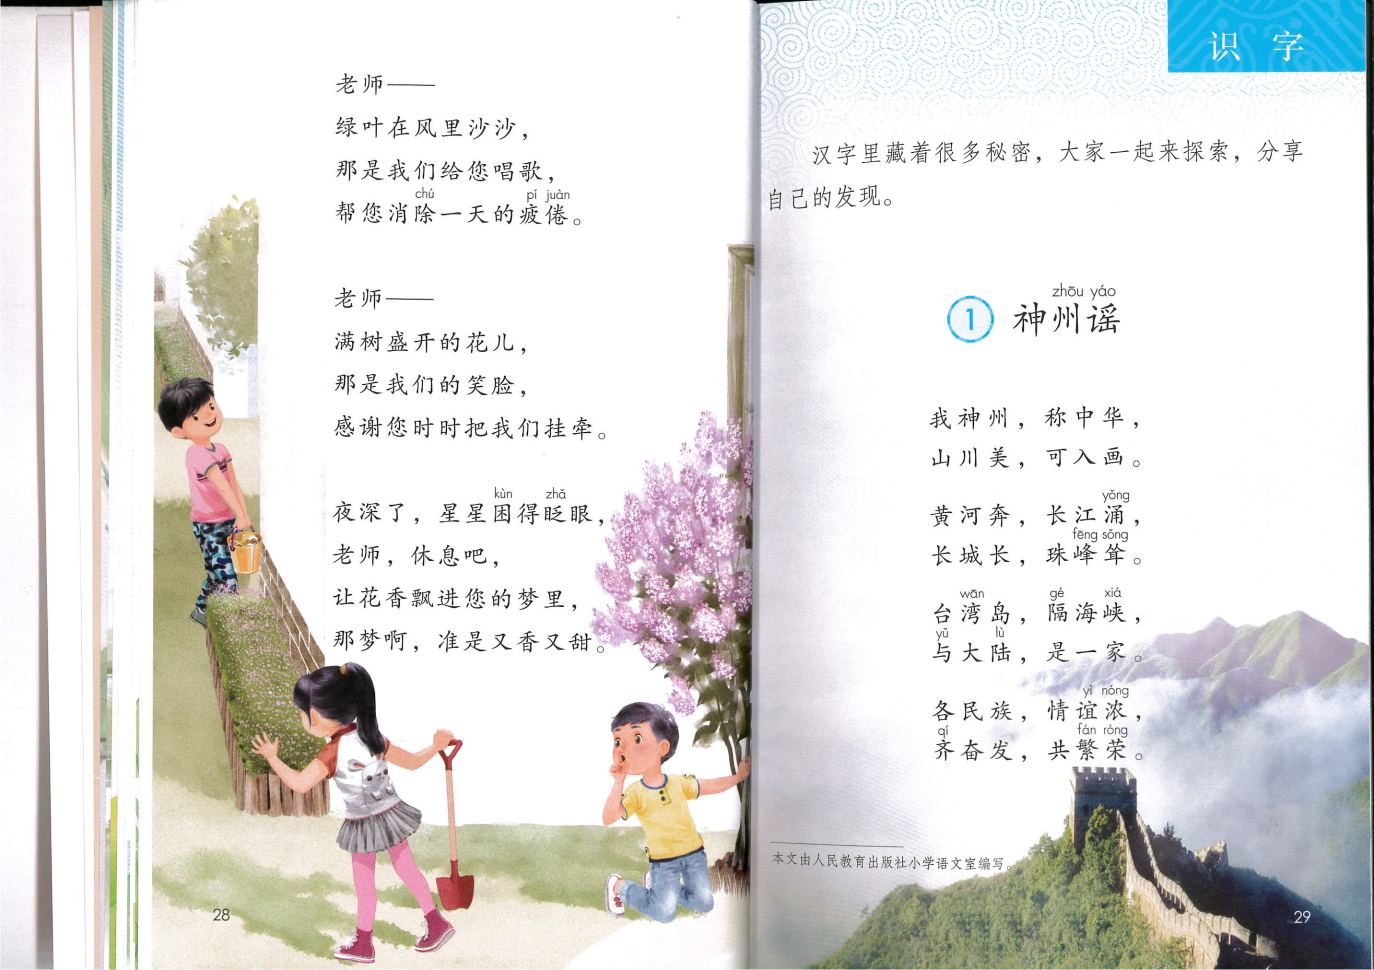 老师——
绿叶在风里沙沙，
那是我们给您唱歌，
chú pí juàn
帮您消除一天的疲倦。
老师——
满树盛开的花儿，
那是我们的笑脸，
感谢您时时把我们挂牵。
kùn zhǎ
夜深了，星星困得眨眼，
老师，休息吧，
让花香飘进您的梦里，
那梦啊，准是又香又甜。
28
识 字
汉字里藏着很多秘密，大家一起来探索，分享
自己的发现。
zhōu yáo
1 神州谣
我神州，称中华，
山川美，可入画。
yǒng
黄河奔，长江涌，
fēng sǒng
长城长，珠峰耸。
wān gé xiá
台湾岛，隔海峡，
yǔ lù
与大陆，是一家。
yì nóng
各民族，情谊浓，
qí fán róng
齐奋发，共繁荣。
本文由人民教育出版社小学语文室编写。
29